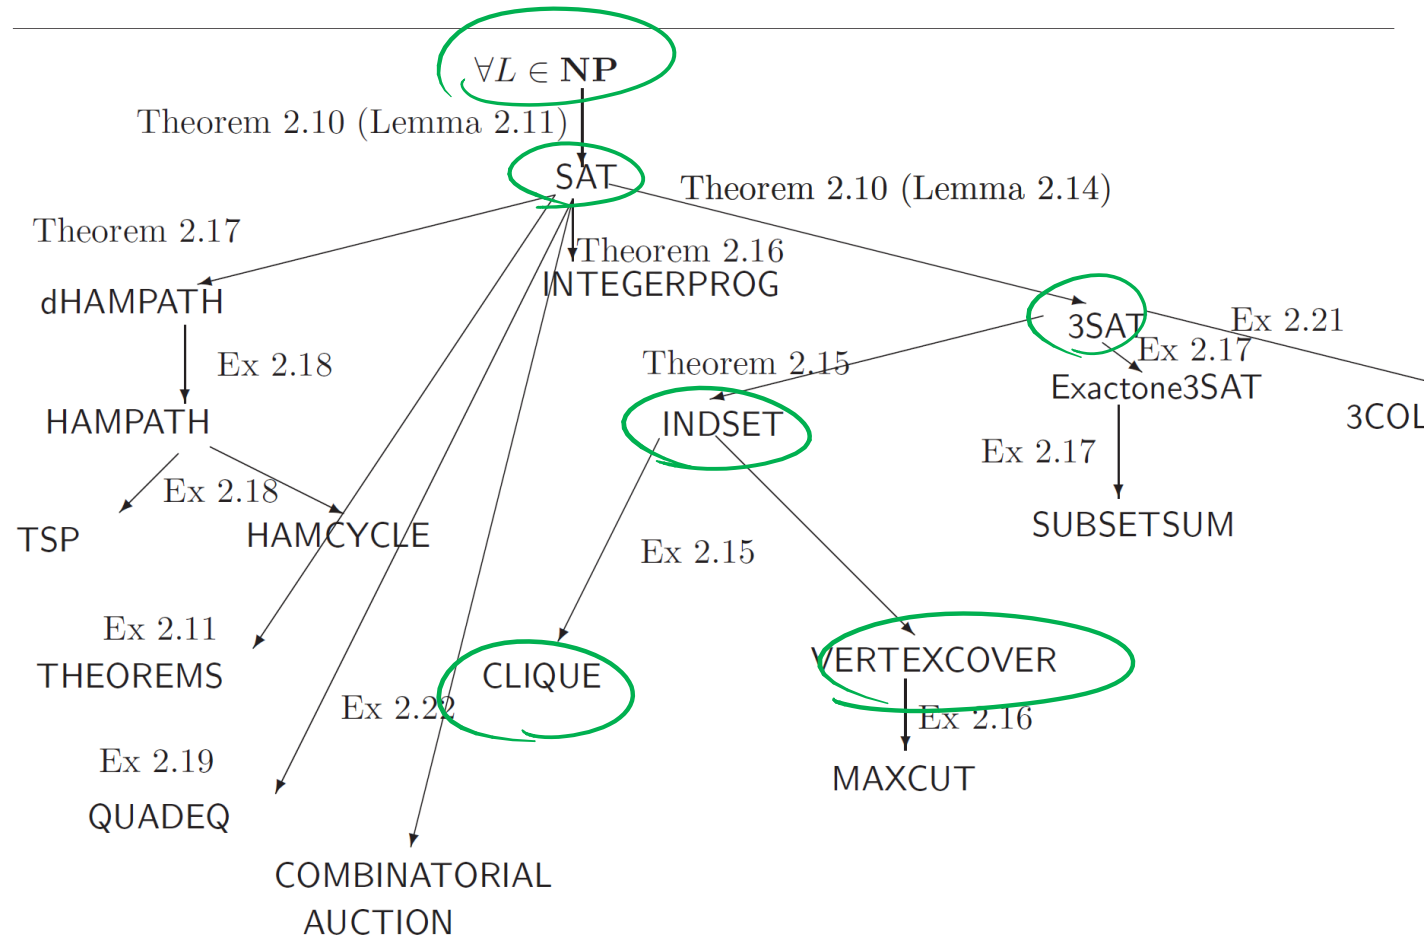 ∀L ∈ NP
Theorem 2.10 (Lemma 2.11)
SAT
Theorem 2.10 (Lemma 2.14)
Theorem 2.17
Theorem 2.16
INTEGERPROG
dHAMPATH
3SAT
Ex 2.21
Ex 2.17
Ex 2.18
Theorem 2.15
Exactone3SAT
HAMPATH
INDSET
3COL
Ex 2.17
Ex 2.18
TSP
HAMCYCLE
SUBSETSUM
Ex 2.15
Ex 2.11
THEOREMS
CLIQUE
VERTEXCOVER
Ex 2.22
Ex 2.16
Ex 2.19
MAXCUT
QUADEQ
COMBINATORIAL
AUCTION